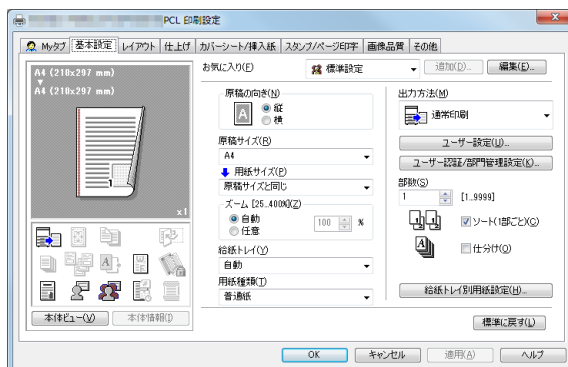 PCL 印刷設定
Myタブ 基本設定 レイアウト 仕上げ カバーシート/挿入紙 スタンプ/ページ印字 画像品質 その他
A4 (210x297 mm)
A4 (210x297 mm)
1
x1
本体ビュー(V)
本体情報(I)
お気に入り(F)
標準設定
追加(D)...
編集(E)...
原稿の向き(N)
A
縦
横
原稿サイズ(R)
A4
用紙サイズ(P)
原稿サイズと同じ
ズーム [25..400%](Z)
自動
任意
100 %
給紙トレイ(Y)
自動
用紙種類(T)
普通紙
出力方法(M)
通常印刷
ユーザー設定(U)...
ユーザー認証/部門管理設定(K)...
部数(S)
1 [1..9999]
ソート(1部ごと)(C)
仕分け(O)
給紙トレイ別用紙設定(H)...
標準に戻す(L)
OK キャンセル 適用(A) ヘルプ